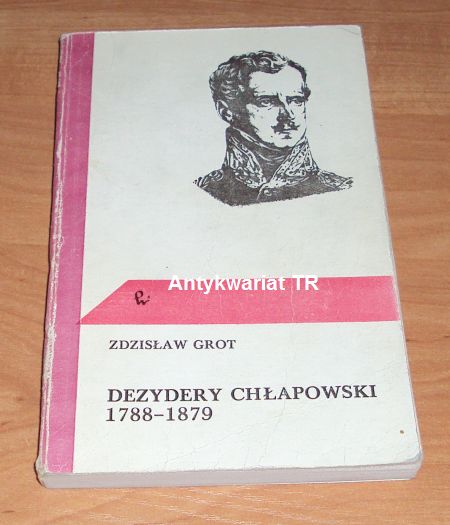 Antykwariat TR
ZDZISŁAW GROT
DEZYDERY CHŁAPOWSKI
1788–1879